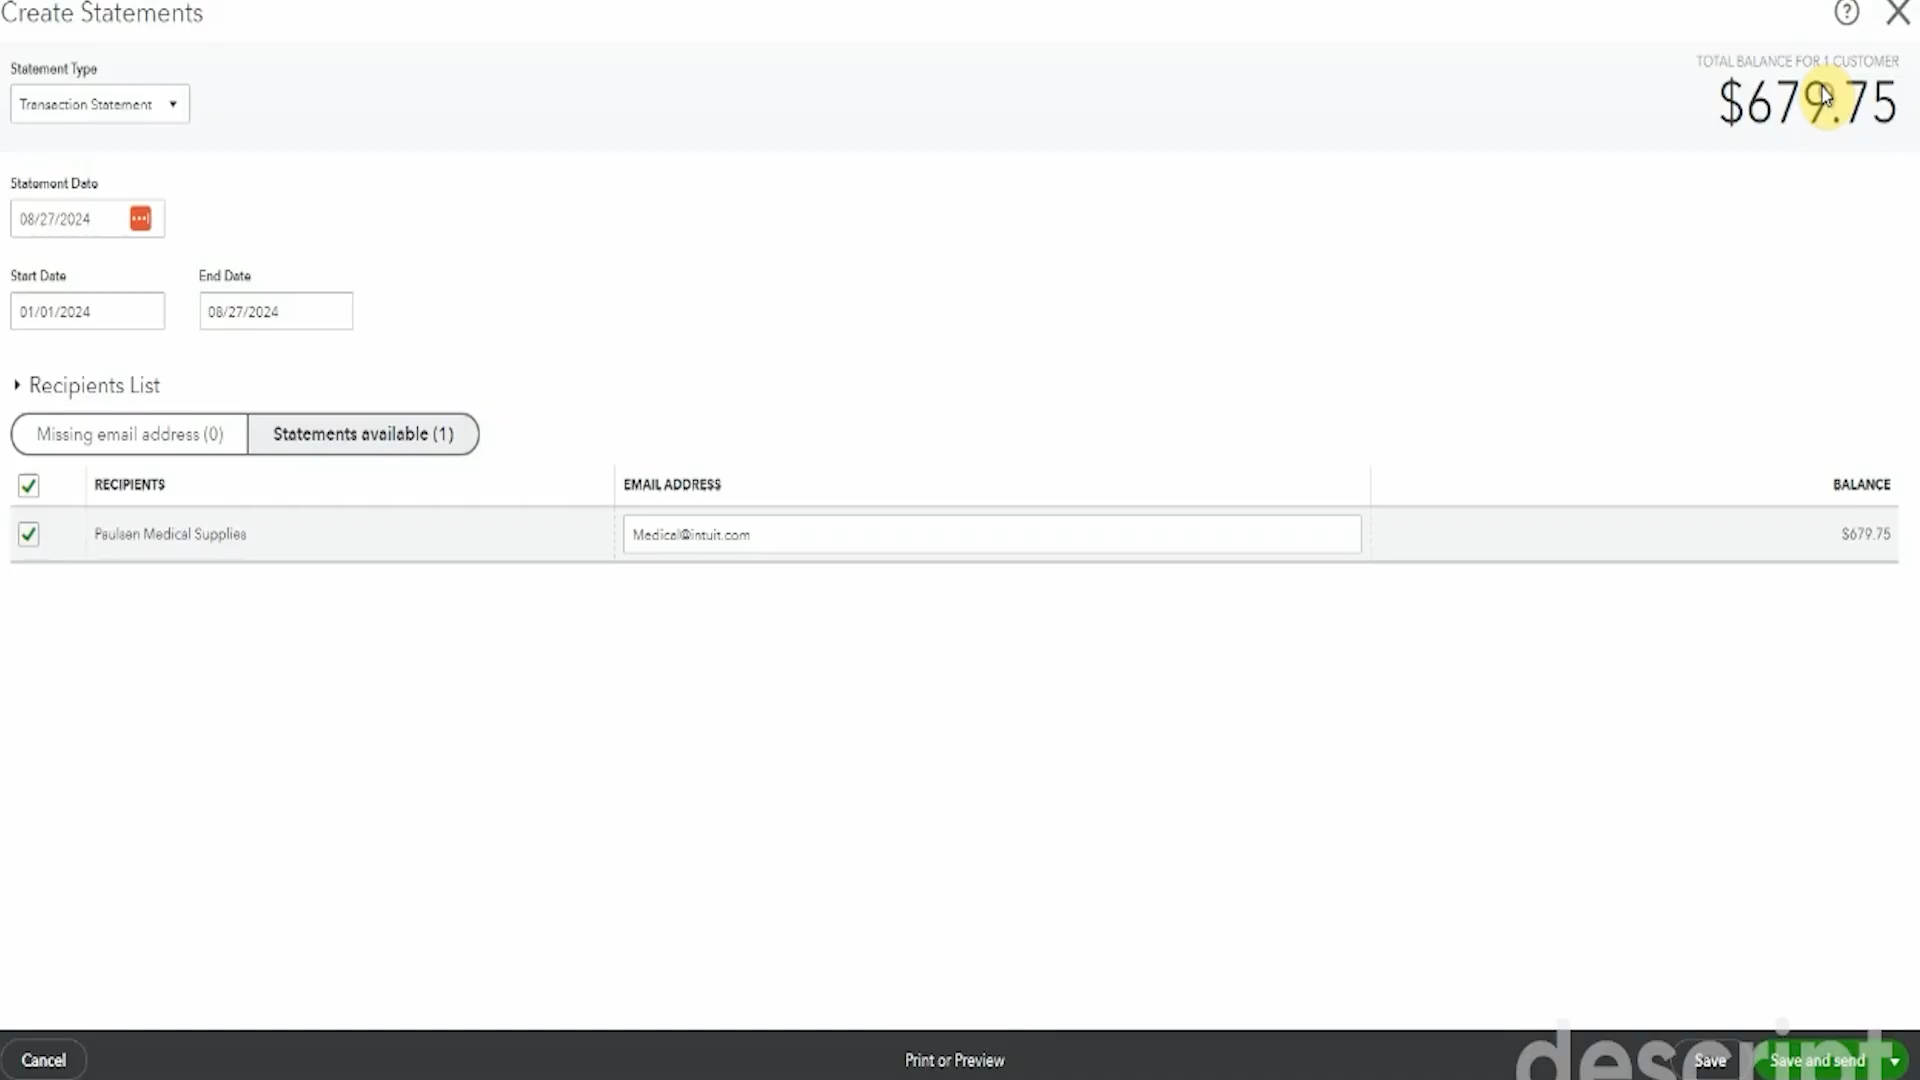 Create Statements
Statement Type
TOTAL BALANCE FOR 1 CUSTOMER
Transaction Statement
$679.75
Statement Date
08/27/2024
Start Date End Date
01/01/2024 08/27/2024
Recipients List
Missing email address (0) Statements available (1)
RECIPIENTS EMAIL ADDRESS BALANCE
Paulsen Medical Supplies Medical@intuit.com $679.75
Cancel Print or Preview Save Save and send
descript